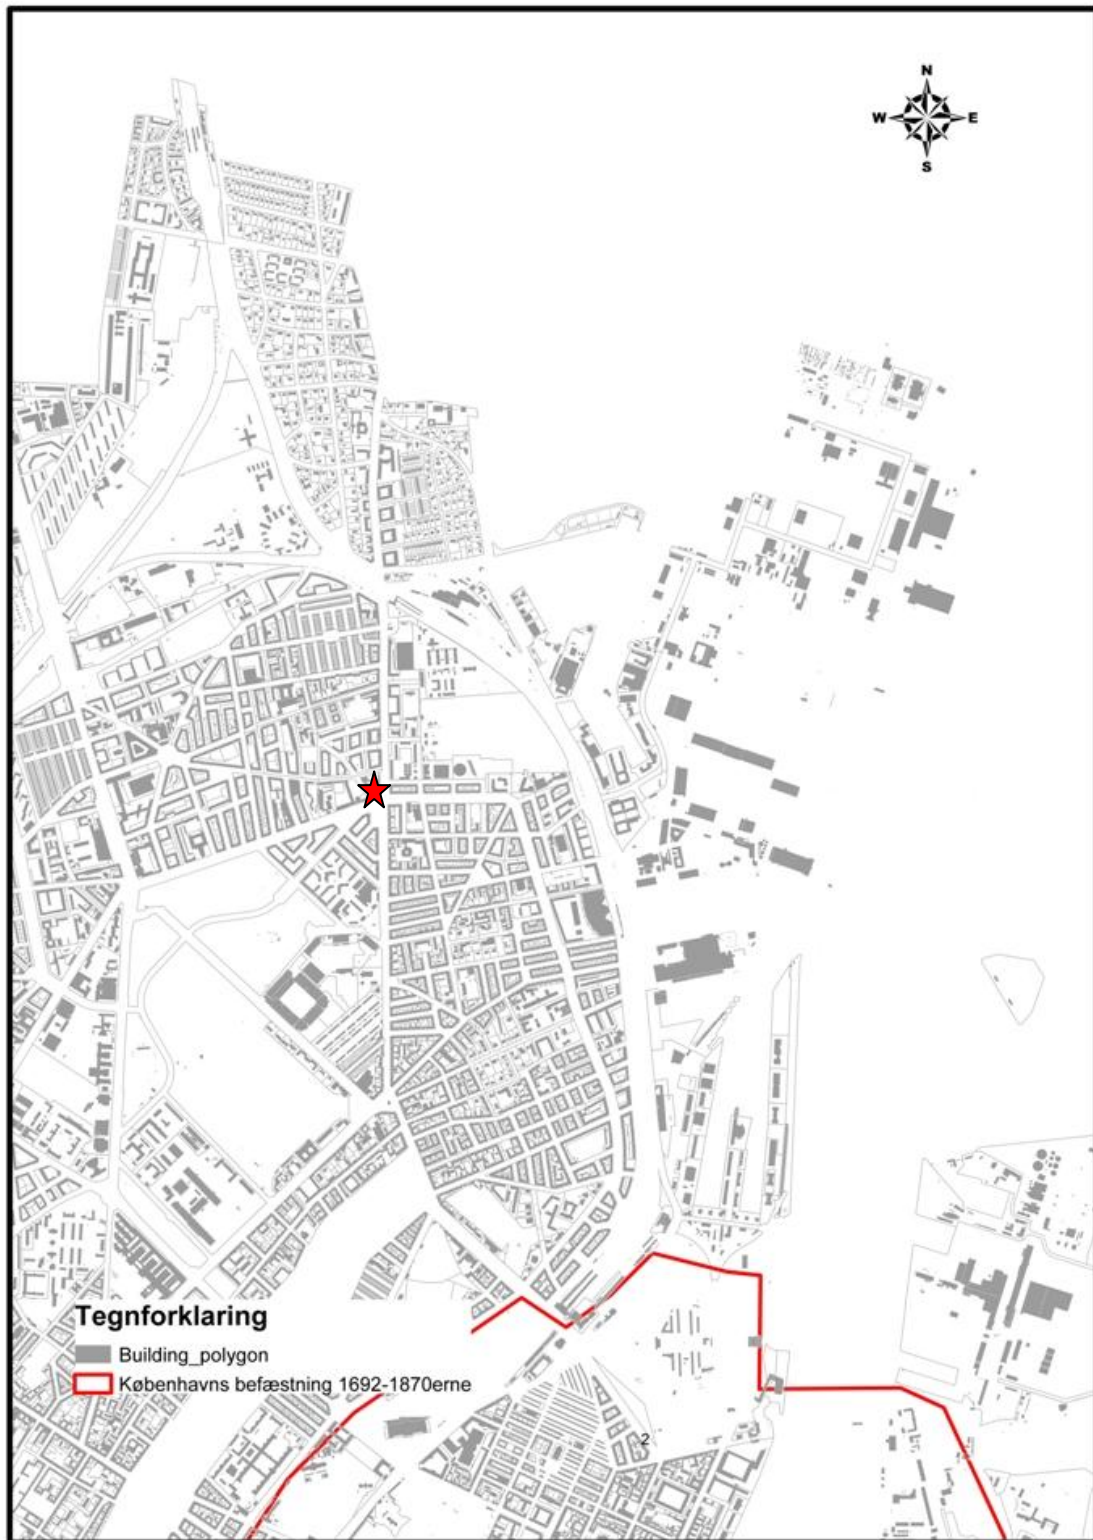 N
W E
S
Tegnforklaring
Building_polygon
Københavns befæstning 1692-1870erne
2